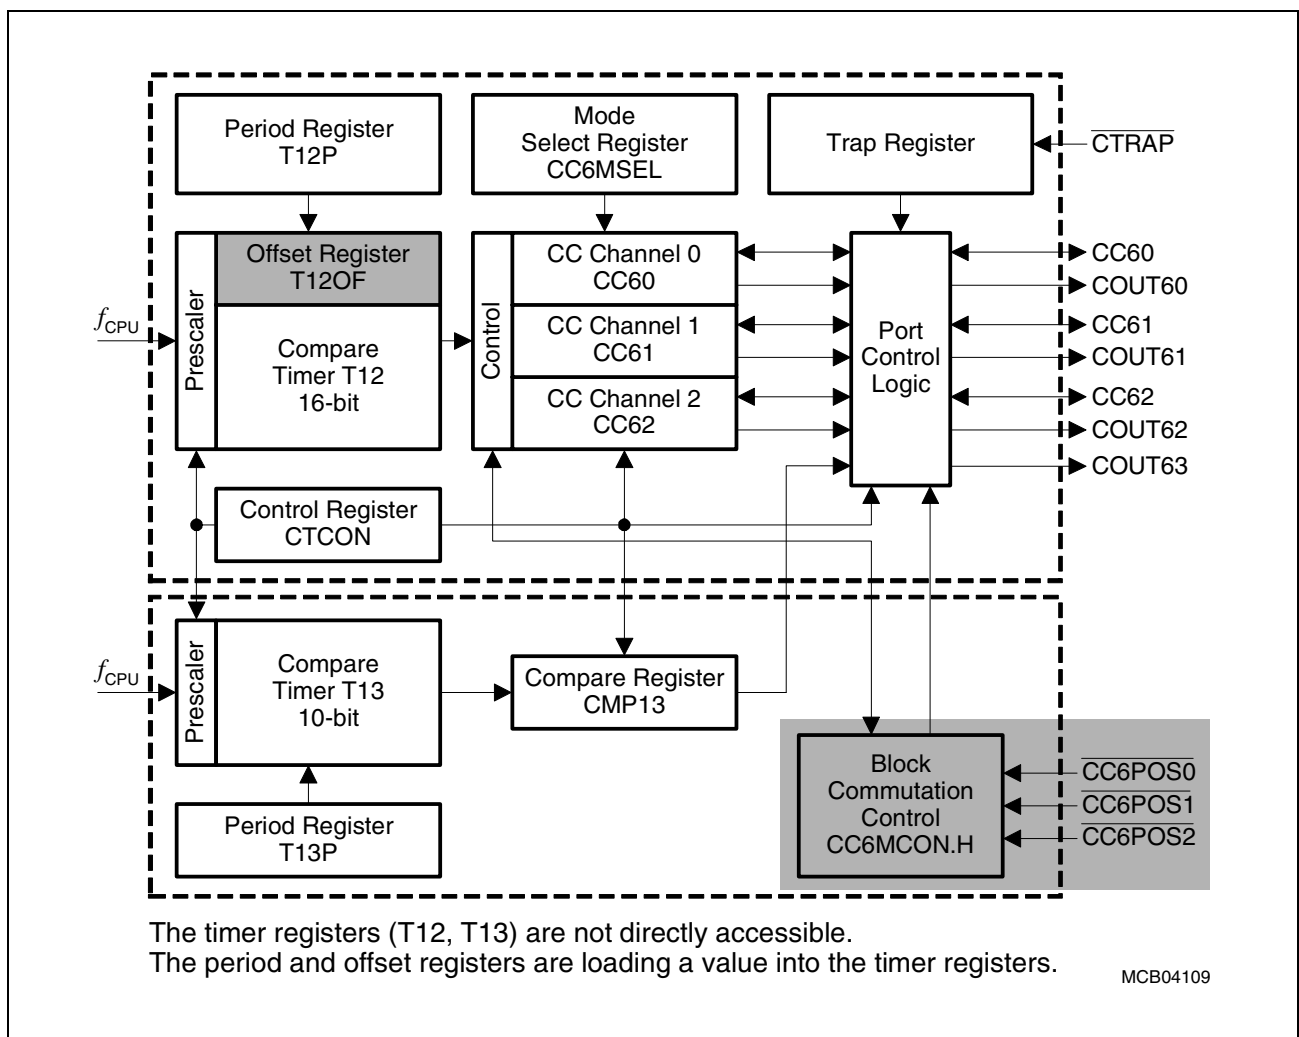 Period Register
T12P
Mode
Select Register
CC6MSEL
Trap Register
CTRAP
Prescaler
Offset Register
T12OF
Compare
Timer T12
16-bit
fCPU
Control
CC Channel 0
CC60
CC Channel 1
CC61
CC Channel 2
CC62
Port
Control
Logic
CC60
COUT60
CC61
COUT61
CC62
COUT62
COUT63
Control Register
CTCON
fCPU
Prescaler
Compare
Timer T13
10-bit
Compare Register
CMP13
Period Register
T13P
Block
Commutation
Control
CC6MCON.H
CC6POS0
CC6POS1
CC6POS2
The timer registers (T12, T13) are not directly accessible.
The period and offset registers are loading a value into the timer registers.
MCB04109